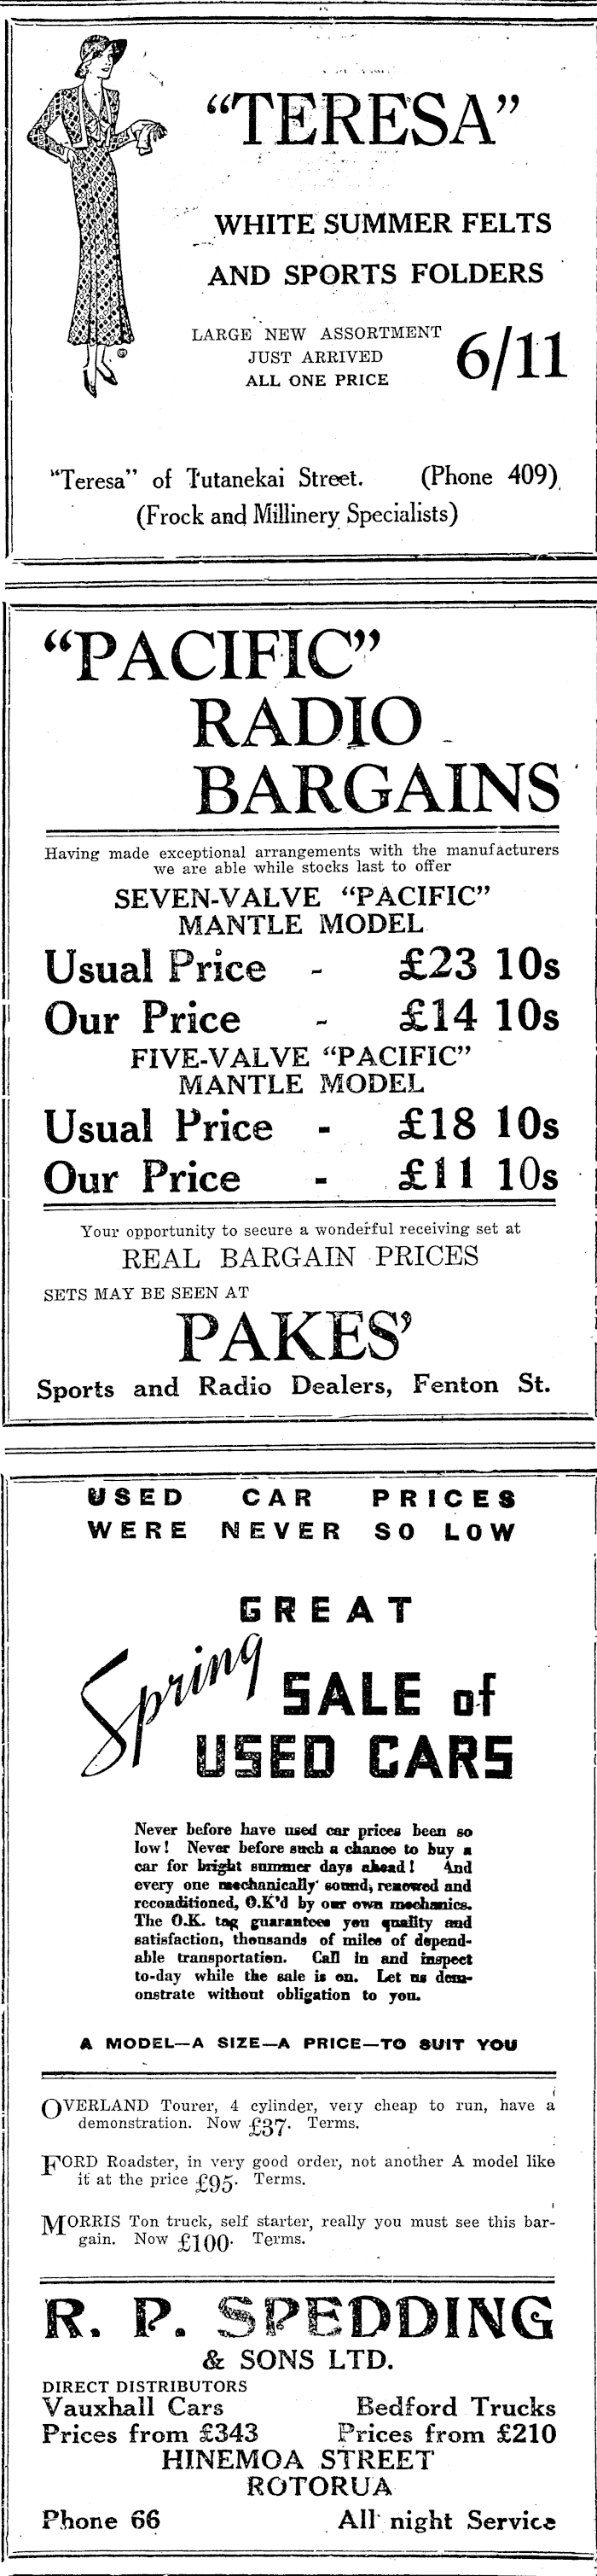 "TERESA"
WHITE SUMMER FELTS
AND SPORTS FOLDERS
LARGE NEW ASSORTMENT
JUST ARRIVED
ALL ONE PRICE
6/11
"Teresa" of Tutanekai Street. (Phone 409)
(Frock and Millinery Specialists)
"PACIFIC"
RADIO
BARGAINS
Having made exceptional arrangements with the manufacturers
we are able while stocks last to offer
SEVEN-VALVE "PACIFIC"
MANTLE MODEL
Usual Price - £23 10s
Our Price - £14 10s
FIVE-VALVE "PACIFIC"
MANTLE MODEL
Usual Price - £18 10s
Our Price - £11 10s
Your opportunity to secure a wonderful receiving set at
REAL BARGAIN PRICES
SETS MAY BE SEEN AT
PAKES'
Sports and Radio Dealers, Fenton St.
USED CAR PRICES
WERE NEVER SO LOW
GREAT
Spring SALE of
USED CARS
Never before have used car prices been so
low! Never before such a chance to buy a
car for bright summer days ahead! And
every one mechanically sound, renewed and
reconditioned, O.K'd by our own mechanics.
The O.K. tag guarantees you quality and
satisfaction, thousands of miles of depend-
able transportation. Call in and inspect
to-day while the sale is on. Let us dem-
onstrate without obligation to you.
A MODEL—A SIZE—A PRICE—TO SUIT YOU
OVERLAND Tourer, 4 cylinder, very cheap to run, have a
demonstration. Now £37. Terms.
FORD Roadster, in very good order, not another A model like
it at the price £95. Terms.
MORRIS Ton truck, self starter, really you must see this bar-
gain. Now £100. Terms.
R. P. SPEDDING
& SONS LTD.
DIRECT DISTRIBUTORS
Vauxhall Cars Bedford Trucks
Prices from £343 Prices from £210
HINEMOA STREET
ROTORUA
Phone 66 All night Service